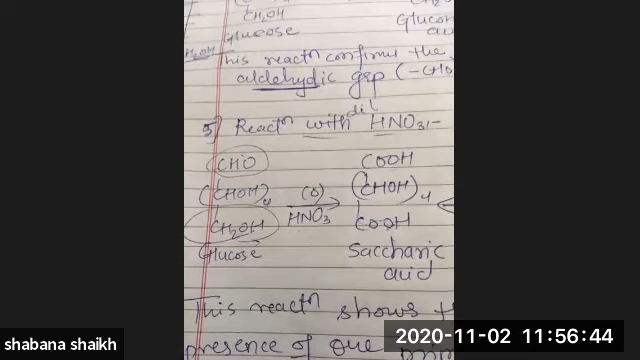 CH₂OH
Glucose Glucon
CH₂OH This reactn confirms the
aldehydic grp (-CHO
5) Reactn with dil HNO₃:-
CHO COOH
(CHOH)₄ (O) (CHOH)₄
CH₂OH HNO₃ COOH
Glucose Saccharic
acid
This reactn shows
presence of one
shabana shaikh
2020-11-02 11:56:44